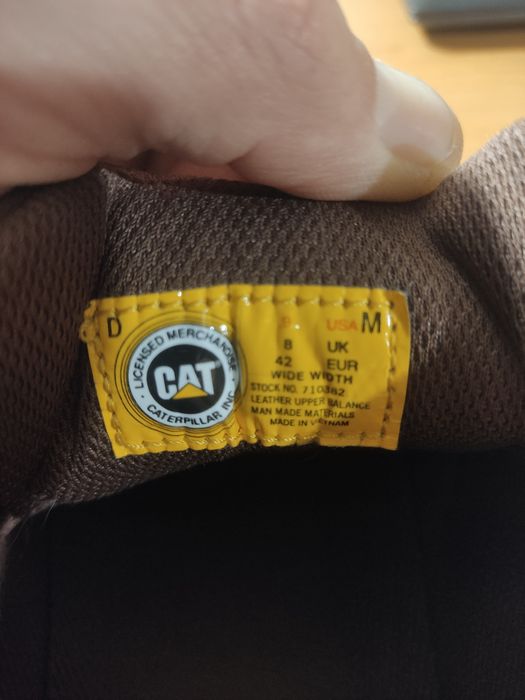 D
LICENSED MERCHANDISE
CAT
CATERPILLAR INC
9 USA M
8 UK
42 EUR
WIDE WIDTH
STOCK NO. 710382
LEATHER UPPER BALANCE
MAN MADE MATERIALS
MADE IN VIETNAM